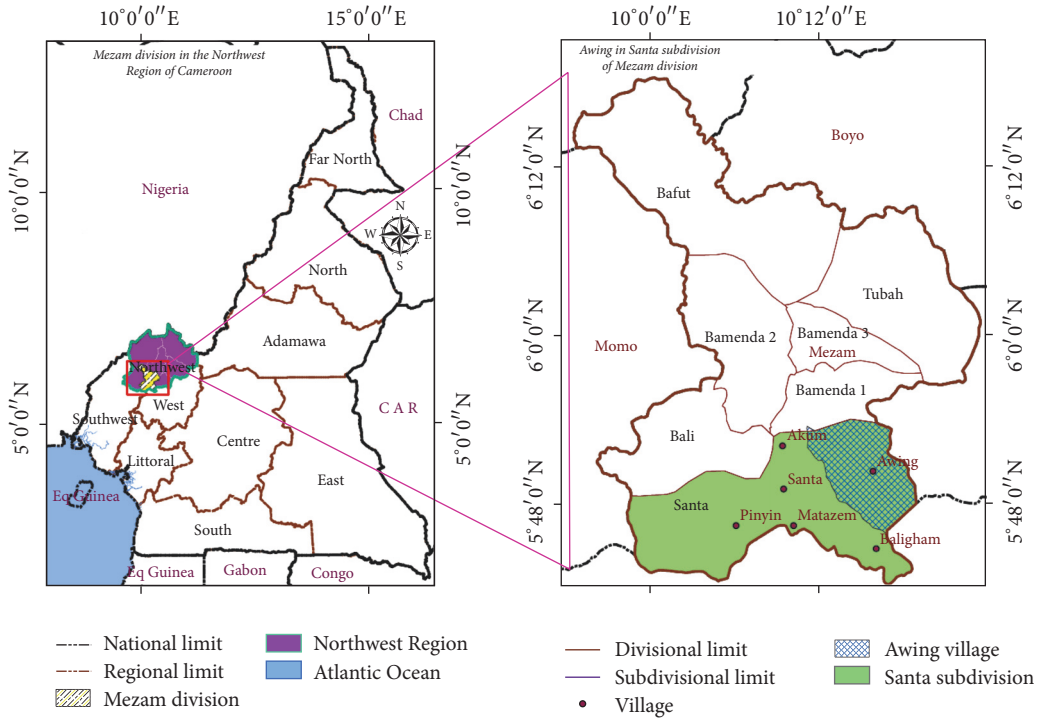 10°0′0″E 15°0′0″E
Mezam division in the Northwest
Region of Cameroon
Chad
Far North
Nigeria
10°0′0″N
10°0′0″N
N
W E
S
North
Adamawa
Northwest
West
C A R
Southwest
5°0′0″N
5°0′0″N
Centre
Littoral
East
Eq Guinea
South
Eq Guinea Gabon Congo
National limit
Regional limit
Mezam division
Northwest Region
Atlantic Ocean
10°0′0″N 10°12′0″N
Awing in Santa subdivision
of Mezam division
Boyo
6°12′0″N
6°12′0″N
Bafut
Tubah
Bamenda 2 Bamenda 3
Momo Mezam
6°0′0″N
6°0′0″N
Bamenda 1
Bali
Akum
Awing
Santa
Santa
5°48′0″N
5°48′0″N
Pinyin Matazem
Baligham
Divisional limit
Subdivisional limit
Village
Awing village
Santa subdivision